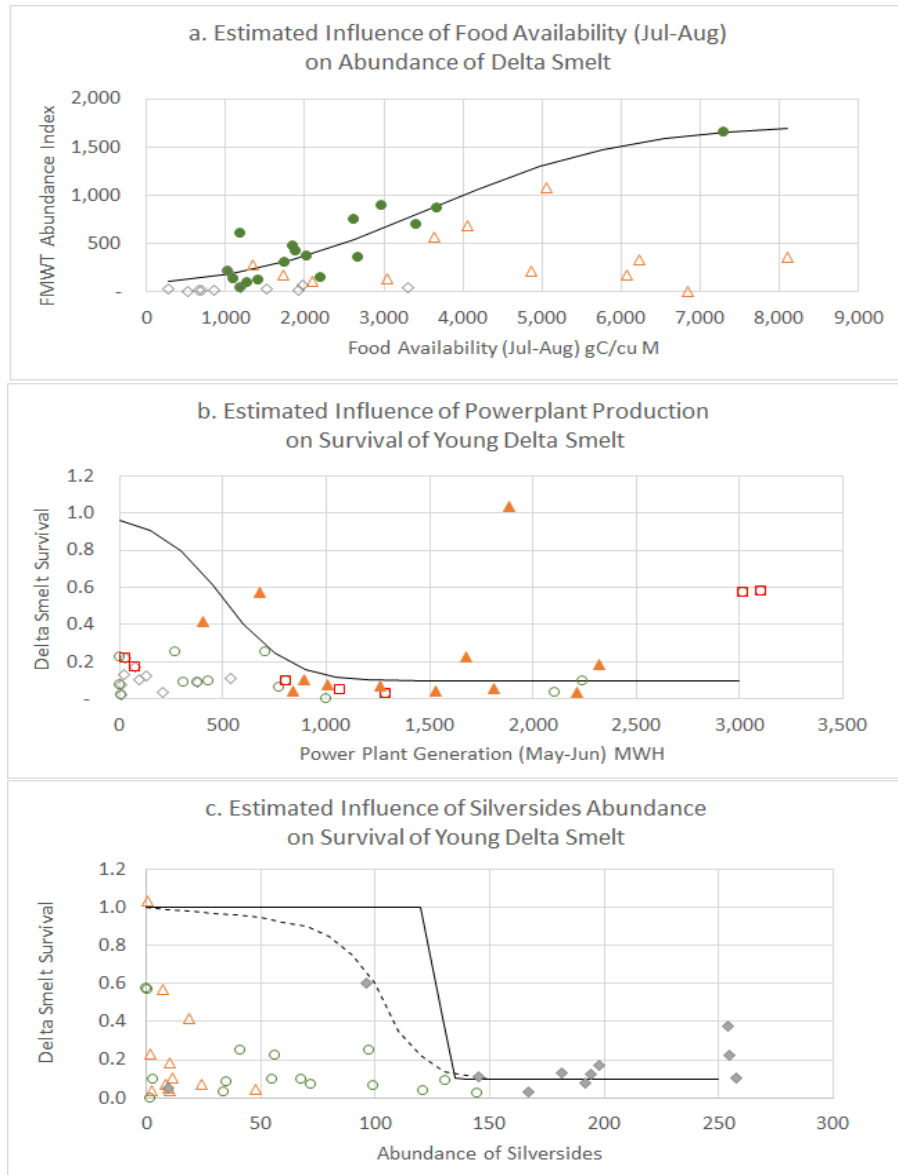 a. Estimated Influence of Food Availability (Jul-Aug)
on Abundance of Delta Smelt
FMWT Abundance Index
2,000
1,500
1,000
500
-
0 1,000 2,000 3,000 4,000 5,000 6,000 7,000 8,000 9,000
Food Availability (Jul-Aug) gC/cu M
b. Estimated Influence of Powerplant Production
on Survival of Young Delta Smelt
Delta Smelt Survival
1.2
1.0
0.8
0.6
0.4
0.2
-
0 500 1,000 1,500 2,000 2,500 3,000 3,500
Power Plant Generation (May-Jun) MWH
c. Estimated Influence of Silversides Abundance
on Survival of Young Delta Smelt
Delta Smelt Survival
1.2
1.0
0.8
0.6
0.4
0.2
0.0
0 50 100 150 200 250 300
Abundance of Silversides